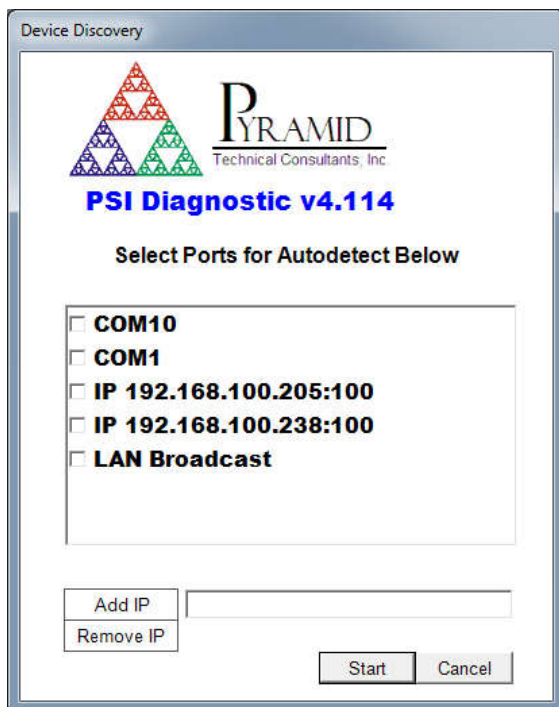 Device Discovery
PYRAMID
Technical Consultants, Inc
PSI Diagnostic v4.114
Select Ports for Autodetect Below
COM10
COM1
IP 192.168.100.205:100
IP 192.168.100.238:100
LAN Broadcast
Add IP
Remove IP
Start Cancel